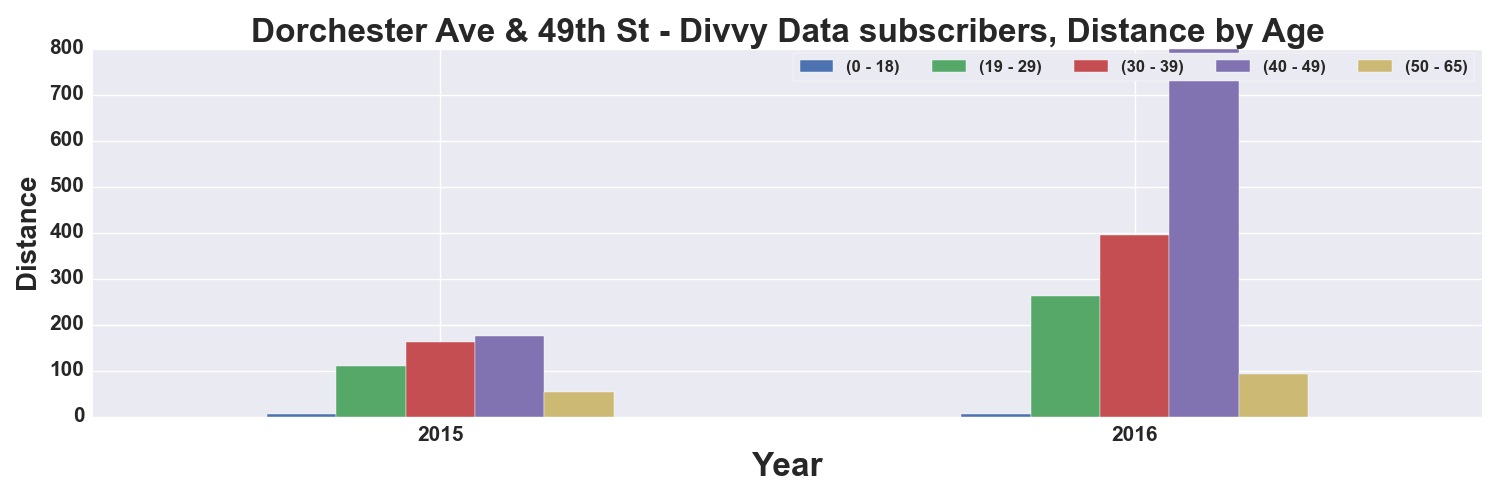 Dorchester Ave & 49th St - Divvy Data subscribers, Distance by Age
(0 - 18) (19 - 29) (30 - 39) (40 - 49) (50 - 65)
800
700
600
500
400
300
200
100
0
Distance
2015 2016
Year